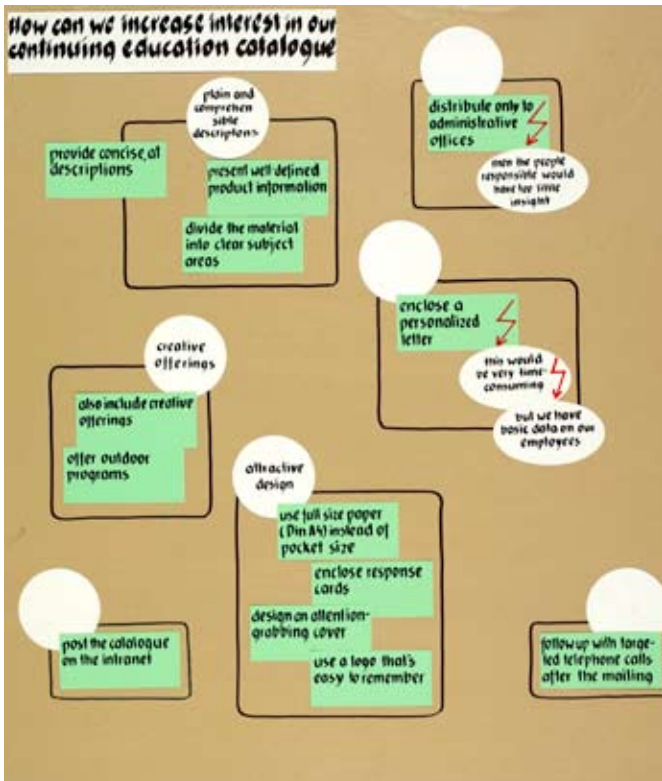 How can we increase interest in our
continuing education catalogue
plain and
comprehen
sible
descriptions
provide concise, at
descriptions
present well-defined
product information
divide the material
into clear subject
areas
distribute only to
administrative
offices
then the people
responsible would
have too little
insight
enclose a
personalized
letter
this would
be very time-
consuming
but we have
basic data on our
employees
creative
offerings
also include creative
offerings
offer outdoor
programs
attractive
design
use full size paper
(Din A4) instead of
pocket size
enclose response
cards
design an attention-
grabbing cover
use a logo that's
easy to remember
post the catalogue
on the intranet
follow up with targe-
ted telephone calls
after the mailing